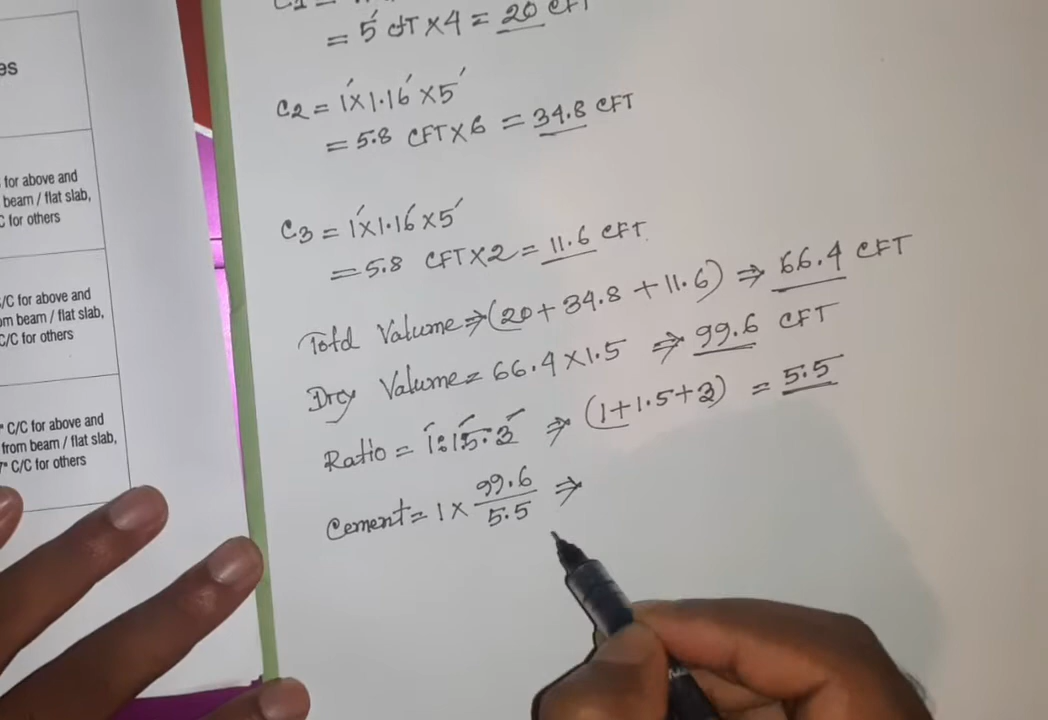 es
for above and
beam / flat slab,
C for others
/C for above and
om beam / flat slab,
C/C for others
" C/C for above and
from beam / flat slab,
7" C/C for others
= 5 CFT X 4 = 20 CFT
C2 = 1' X 1.16' X 5'
= 5.8 CFT X 6 = 34.8 CFT
C3 = 1' X 1.16' X 5'
= 5.8 CFT X 2 = 11.6 CFT
Total Volume ⇒ (20 + 34.8 + 11.6) ⇒ 66.4 CFT
Dry Volume = 66.4 X 1.5 ⇒ 99.6 CFT
Ratio = 1:1.5:3 ⇒ (1+1.5+3) = 5.5
Cement = 1 X 99.6/5.5 ⇒